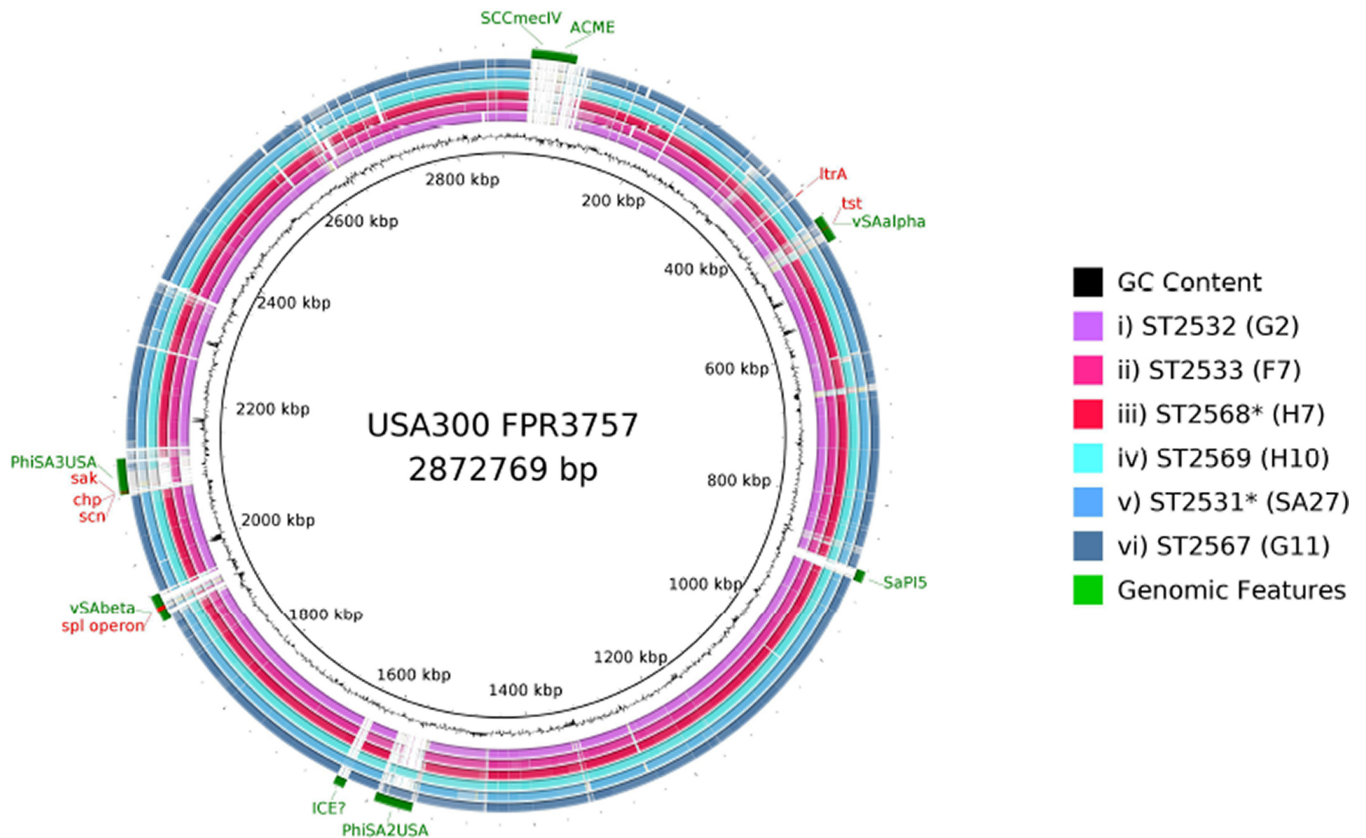 SCCmecIV
ACME
ltrA
tst
vSAalpha
2800 kbp
200 kbp
2600 kbp
400 kbp
2400 kbp
600 kbp
2200 kbp
USA300 FPR3757
2872769 bp
800 kbp
PhiSA3USA
sak
chp
scn
2000 kbp
SaPI5
1000 kbp
vSAbeta
spl operon
1800 kbp
1200 kbp
1600 kbp
1400 kbp
ICE?
PhiSA2USA
GC Content
i) ST2532 (G2)
ii) ST2533 (F7)
iii) ST2568* (H7)
iv) ST2569 (H10)
v) ST2531* (SA27)
vi) ST2567 (G11)
Genomic Features